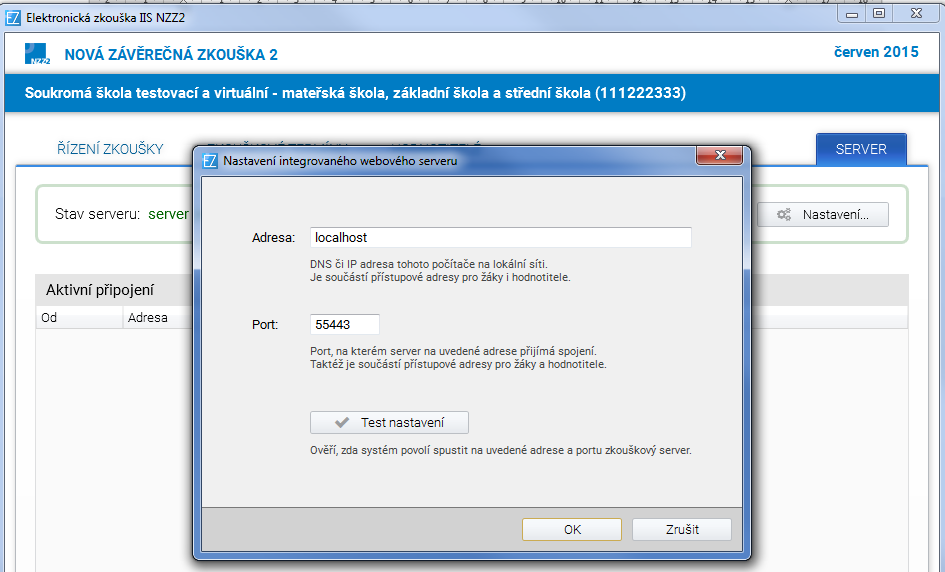 Elektronická zkouška IIS NZZ2
NZZ2
NOVÁ ZÁVĚREČNÁ ZKOUŠKA 2
červen 2015
Soukromá škola testovací a virtuální - mateřská škola, základní škola a střední škola (111222333)
ŘÍZENÍ ZKOUŠKY
SERVER
EZ Nastavení integrovaného webového serveru
Stav serveru: server
Nastavení...
Adresa: localhost
DNS či IP adresa tohoto počítače na lokální síti.
Je součástí přístupové adresy pro žáky i hodnotitele.
Aktivní připojení
Od Adresa
Port: 55443
Port, na kterém server na uvedené adrese přijímá spojení.
Taktéž je součástí přístupové adresy pro žáky a hodnotitele.
Test nastavení
Ověří, zda systém povolí spustit na uvedené adrese a portu zkouškový server.
OK
Zrušit